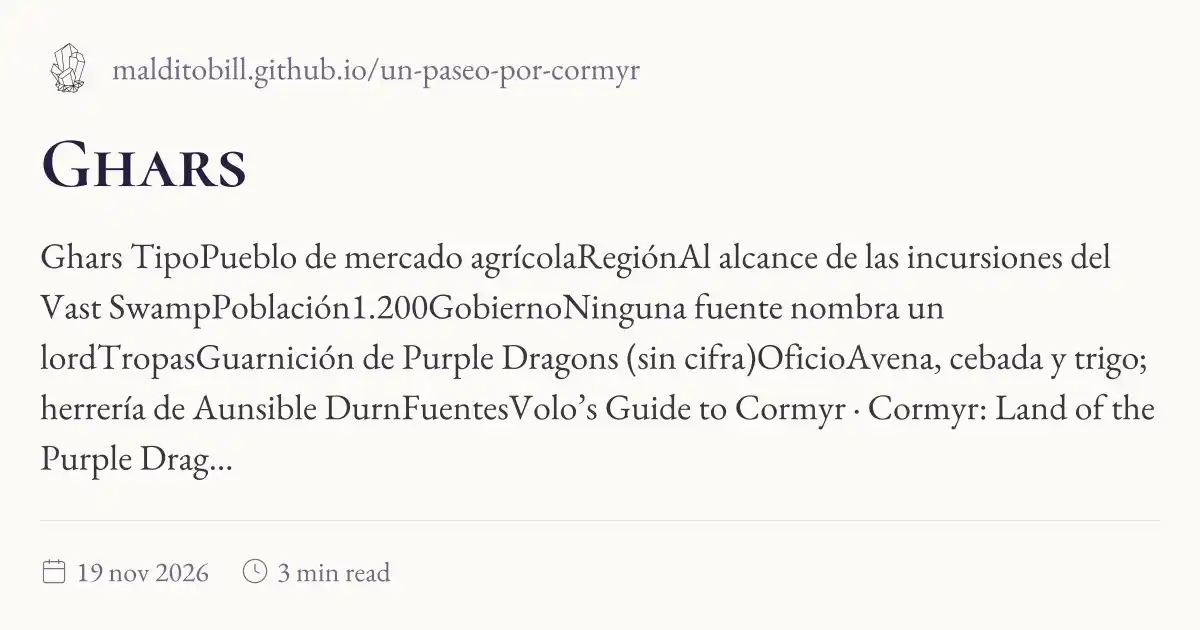 malditobill.github.io/un-paseo-por-cormyr
Ghars
Ghars TipoPueblo de mercado agrícolaRegiónAl alcance de las incursiones del
Vast SwampPoblación1.200GobiernoNinguna fuente nombra un
lordTropasGuarnición de Purple Dragons (sin cifra)OficioAvena, cebada y trigo;
herrería de Aunsible DurnFuentesVolo’s Guide to Cormyr · Cormyr: Land of the
Purple Drag...
19 nov 2026
3 min read